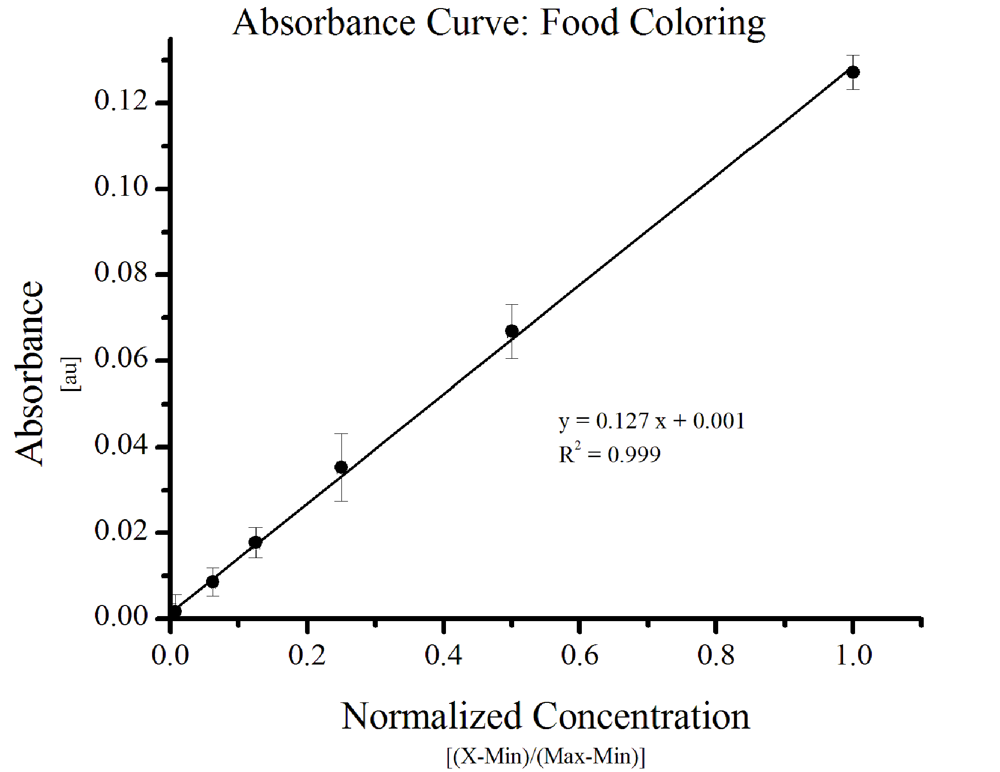 Absorbance Curve: Food Coloring
0.12
0.10
0.08
0.06
0.04
0.02
0.00
Absorbance
[au]
y = 0.127 x + 0.001
R² = 0.999
0.0 0.2 0.4 0.6 0.8 1.0
Normalized Concentration
[(X-Min)/(Max-Min)]